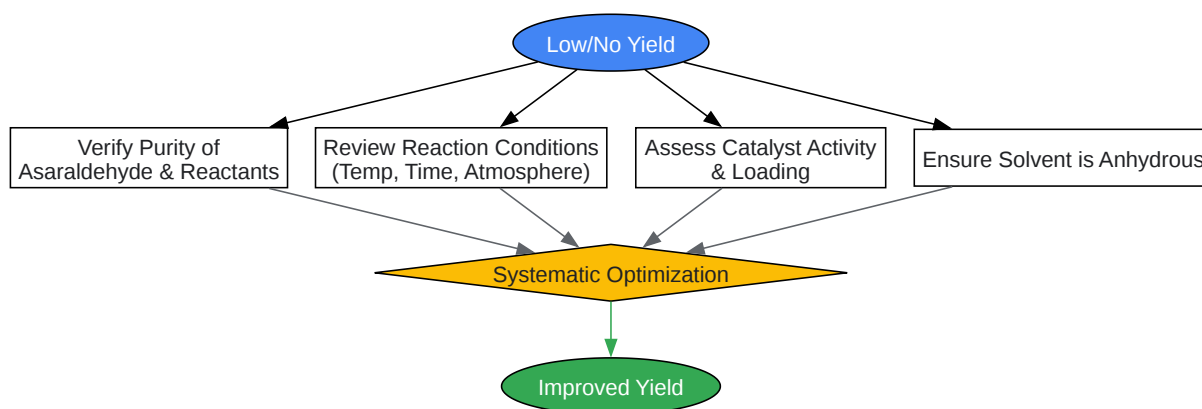 Low/No Yield
Verify Purity of
Asaraldehyde & Reactants
Review Reaction Conditions
(Temp, Time, Atmosphere)
Assess Catalyst Activity
& Loading
Ensure Solvent is Anhydrous
Systematic Optimization
Improved Yield